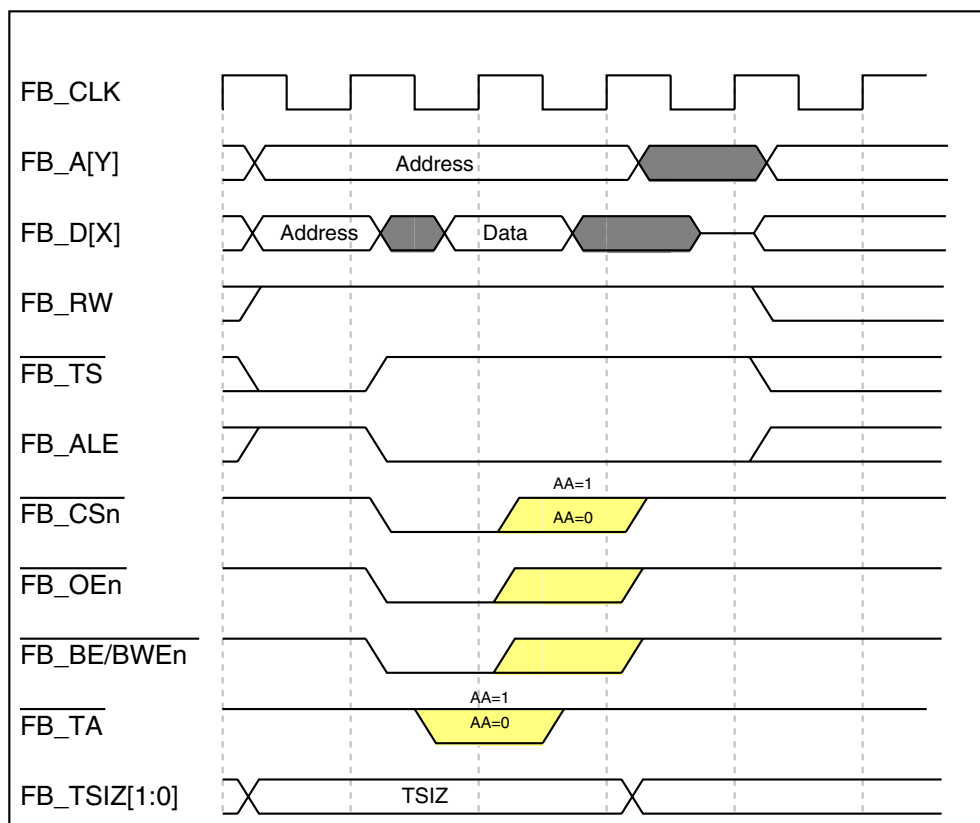 FB_CLK
FB_A[Y]
Address
FB_D[X]
Address
Data
FB_RW
FB_TS
FB_ALE
AA=1
FB_CSn
AA=0
FB_OEn
FB_BE/BWEn
AA=1
FB_TA
AA=0
FB_TSIZ[1:0]
TSIZ